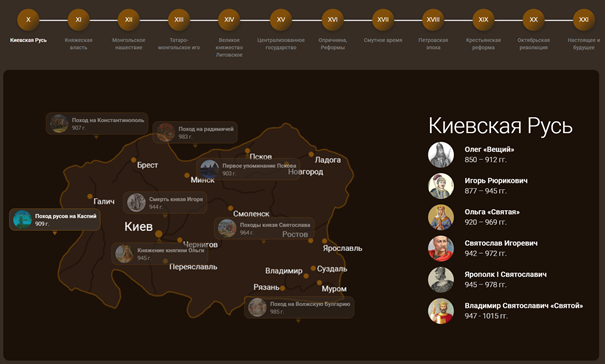 X
XI
XII
XIII
XIV
XV
XVI
XVII
XVIII
XIX
XX
XXI
Киевская Русь
Княжеская
власть
Монгольское
нашествие
Татаро-
монгольское иго
Великое
княжество
Литовское
Централизованное
государство
Опричнина,
Реформы
Смутное время
Петровская
эпоха
Крестьянская
реформа
Октябрьская
революция
Настоящее и
будущее
Киевская Русь
Олег «Вещий»
850 – 912 гг.
Игорь Рюрикович
877 – 945 гг.
Ольга «Святая»
920 – 969 гг.
Святослав Игоревич
942 – 972 гг.
Ярополк I Святославич
945 – 978 гг.
Владимир Святославич «Святой»
947 - 1015 гг.
Поход на Константинополь
907 г.
Поход на радимичей
983 г.
Псков
Ладога
Брест
Первое упоминание Пскова
903 г.
Новгород
Минск
Галич
Смерть князя Игоря
944 г.
Поход русов на Каспий
909 г.
Смоленск
Киев
Походы князя Святослава
964 г.
Ростов
Чернигов
Ярославль
Княжение княгини Ольги
945 г.
Переяславль
Владимир
Суздаль
Рязань
Муром
Поход на Волжскую Булгарию
985 г.